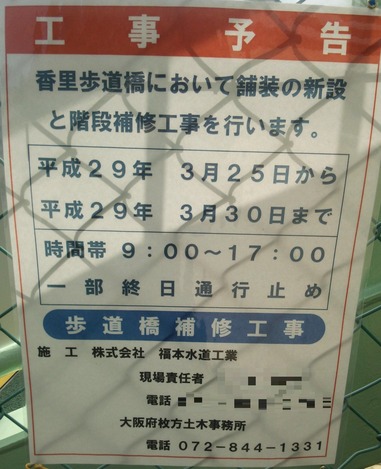 工事予告
香里歩道橋において舗装の新設
と階段補修工事を行います。
平成29年 3月25日から
平成29年 3月30日まで
時間帯 9:00～17:00
一部終日通行止め
歩道橋補修工事
施工 株式会社 福本水道工業
現場責任者
電話
大阪府枚方土木事務所
電話 072-844-1331